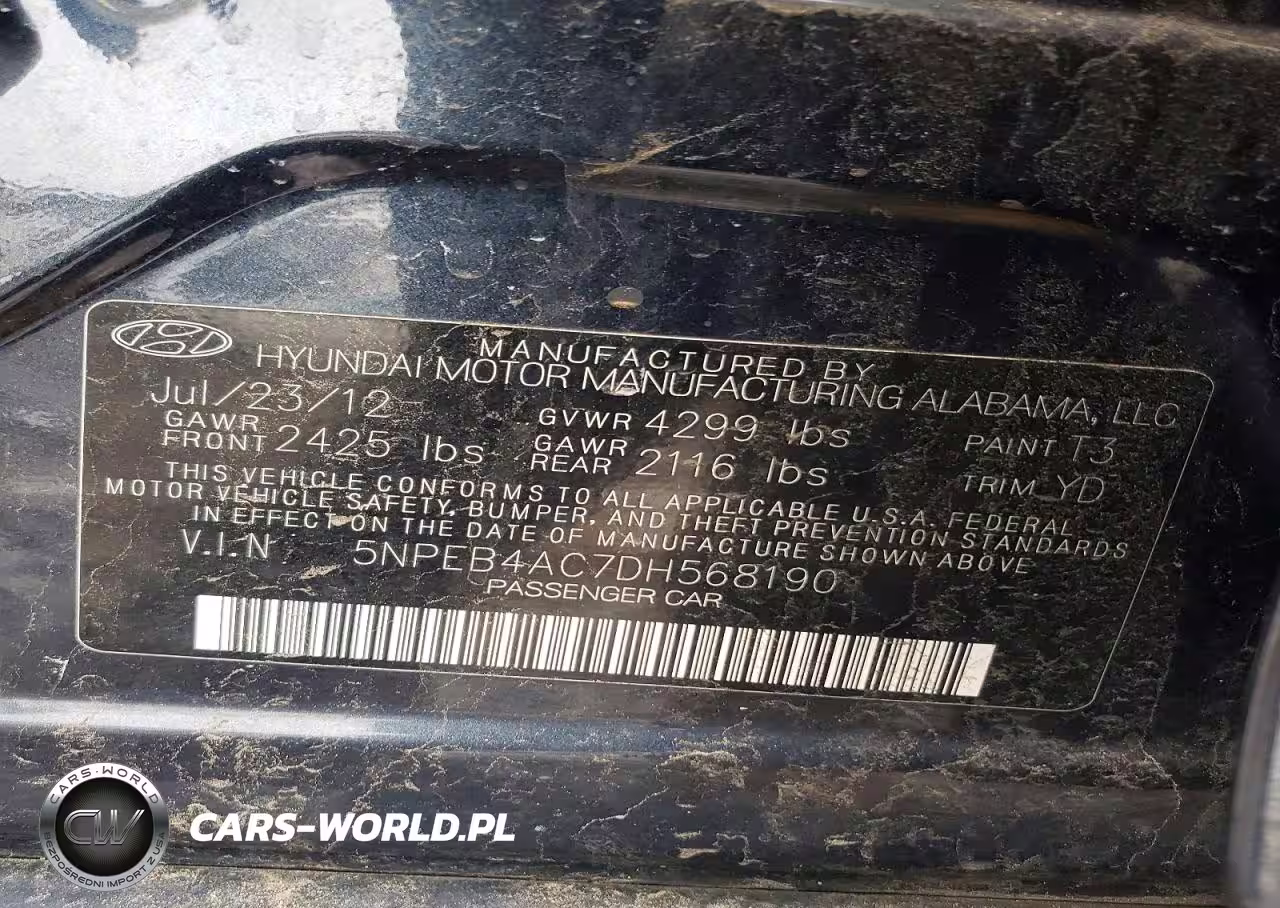 MANUFACTURED BY
HYUNDAI MOTOR MANUFACTURING ALABAMA, LLC
Jul/23/12 GVWR 4299 lbs PAINT T3
GAWR FRONT 2425 lbs GAWR REAR 2116 lbs TRIM YD
THIS VEHICLE CONFORMS TO ALL APPLICABLE U.S.A. FEDERAL
MOTOR VEHICLE SAFETY, BUMPER, AND THEFT PREVENTION STANDARDS
IN EFFECT ON THE DATE OF MANUFACTURE SHOWN ABOVE
V.I.N 5NPEB4AC7DH568190
PASSENGER CAR
CARS-WORLD
CW
BEZPOŚREDNI IMPORT Z USA
CARS-WORLD.PL